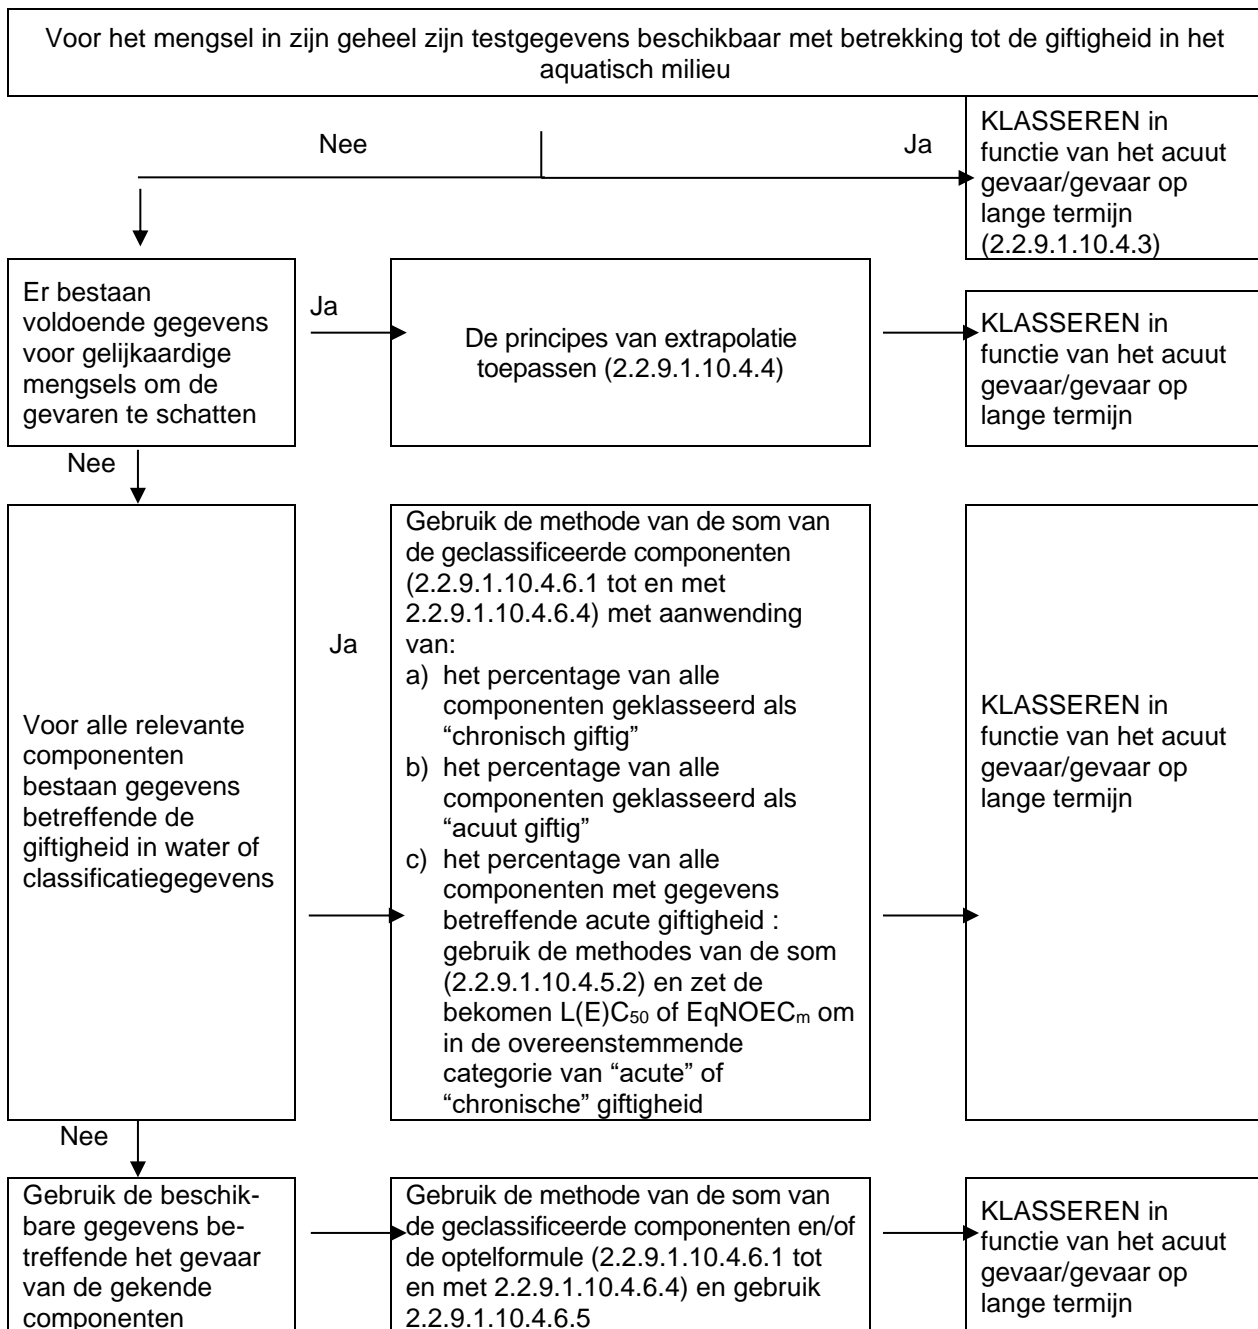 Voor het mengsel in zijn geheel zijn testgegevens beschikbaar met betrekking tot de giftigheid in het
aquatisch milieu
Nee
Ja
KLASSEREN in
functie van het acuut
gevaar/gevaar op
lange termijn
(2.2.9.1.10.4.3)
Er bestaan
voldoende gegevens
voor gelijkaardige
mengsels om de
gevaren te schatten
Ja
De principes van extrapolatie
toepassen (2.2.9.1.10.4.4)
KLASSEREN in
functie van het acuut
gevaar/gevaar op
lange termijn
Nee
Voor alle relevante
componenten
bestaan gegevens
betreffende de
giftigheid in water of
classificatiegegevens
Ja
Gebruik de methode van de som van
de geclassificeerde componenten
(2.2.9.1.10.4.6.1 tot en met
2.2.9.1.10.4.6.4) met aanwending
van:
a) het percentage van alle
componenten geklasseerd als
“chronisch giftig”
b) het percentage van alle
componenten geklasseerd als
“acuut giftig”
c) het percentage van alle
componenten met gegevens
betreffende acute giftigheid :
gebruik de methodes van de som
(2.2.9.1.10.4.5.2) en zet de
bekomen L(E)C₅₀ of EqNOECₘ om
in de overeenstemmende
categorie van “acute” of
“chronische” giftigheid
KLASSEREN in
functie van het acuut
gevaar/gevaar op
lange termijn
Nee
Gebruik de beschik-
bare gegevens be-
treffende het gevaar
van de gekende
componenten
Gebruik de methode van de som van
de geclassificeerde componenten en/of
de optelformule (2.2.9.1.10.4.6.1 tot
en met 2.2.9.1.10.4.6.4) en gebruik
2.2.9.1.10.4.6.5
KLASSEREN in
functie van het acuut
gevaar/gevaar op
lange termijn